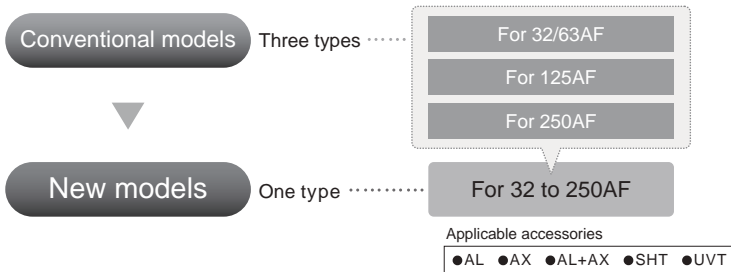 Conventional models Three types ······ For 32/63AF
For 125AF
For 250AF
New models One type ··········· For 32 to 250AF
Applicable accessories
●AL ●AX ●AL+AX ●SHT ●UVT